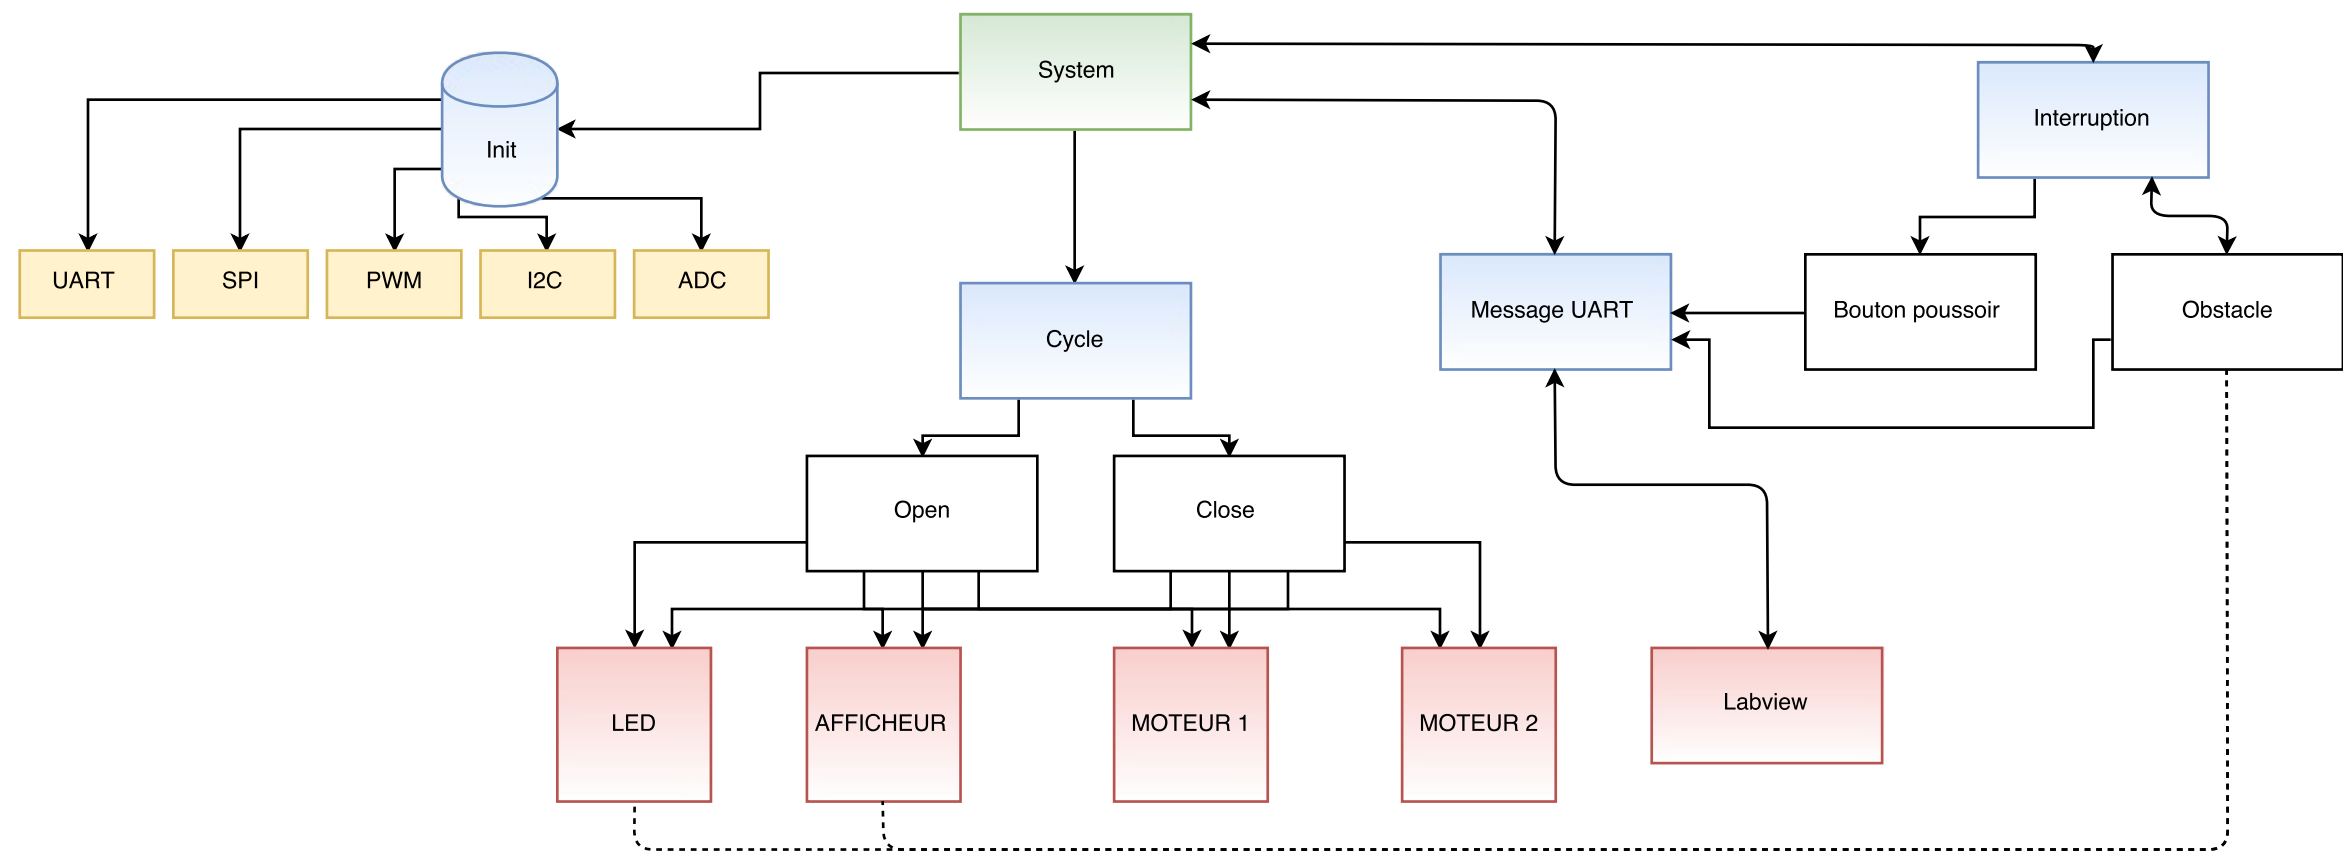 System
Interruption
Init
UART
SPI
PWM
I2C
ADC
Cycle
Message UART
Bouton poussoir
Obstacle
Open
Close
LED
AFFICHEUR
MOTEUR 1
MOTEUR 2
Labview